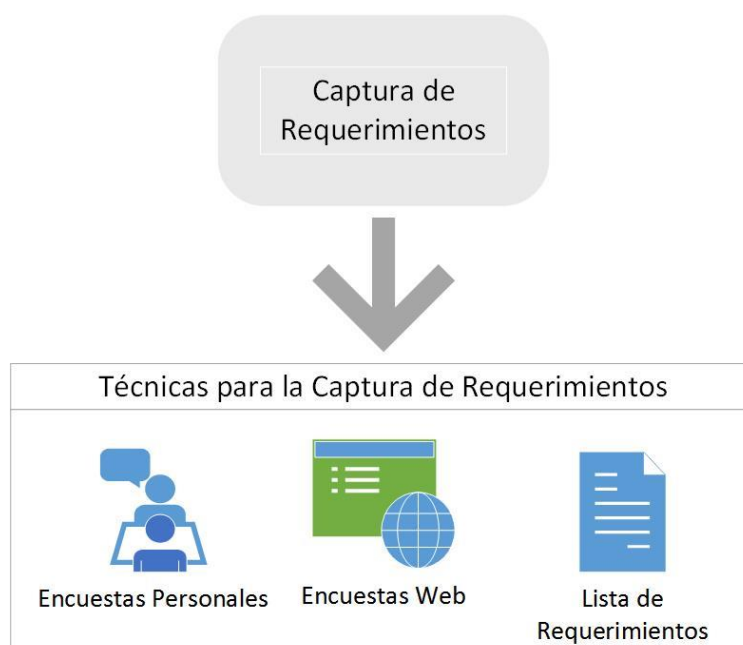 Captura de
Requerimientos
Técnicas para la Captura de Requerimientos
Encuestas Personales
Encuestas Web
Lista de
Requerimientos